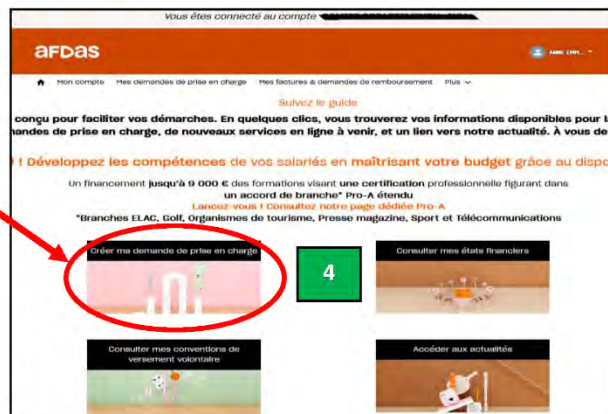 Vous êtes connecté au compte
afdas
Mon compte Mes demandes de prise en charge Mes factures & demandes de remboursement Plus
Suivez le guide
conçu pour faciliter vos démarches. En quelques clics, vous trouverez vos informations disponibles pour
andes de prise en charge, de nouveaux services en ligne à venir, et un lien vers notre actualité. À vous de
! Développez les compétences de vos salariés en maîtrisant votre budget grâce au dispo
Un financement jusqu'à 9 000 € des formations visant une certification professionnelle figurant dans
un accord de branche* Pro-A étendu
Lancez-vous ! Consultez notre page dédiée Pro-A
*Branches ELAC, Golf, Organismes de tourisme, Presse magazine, Sport et Télécommunications
Créer ma demande de prise en charge
4
Consulter mes états financiers
Consulter mes conventions de
versement volontaire
Accéder aux actualités